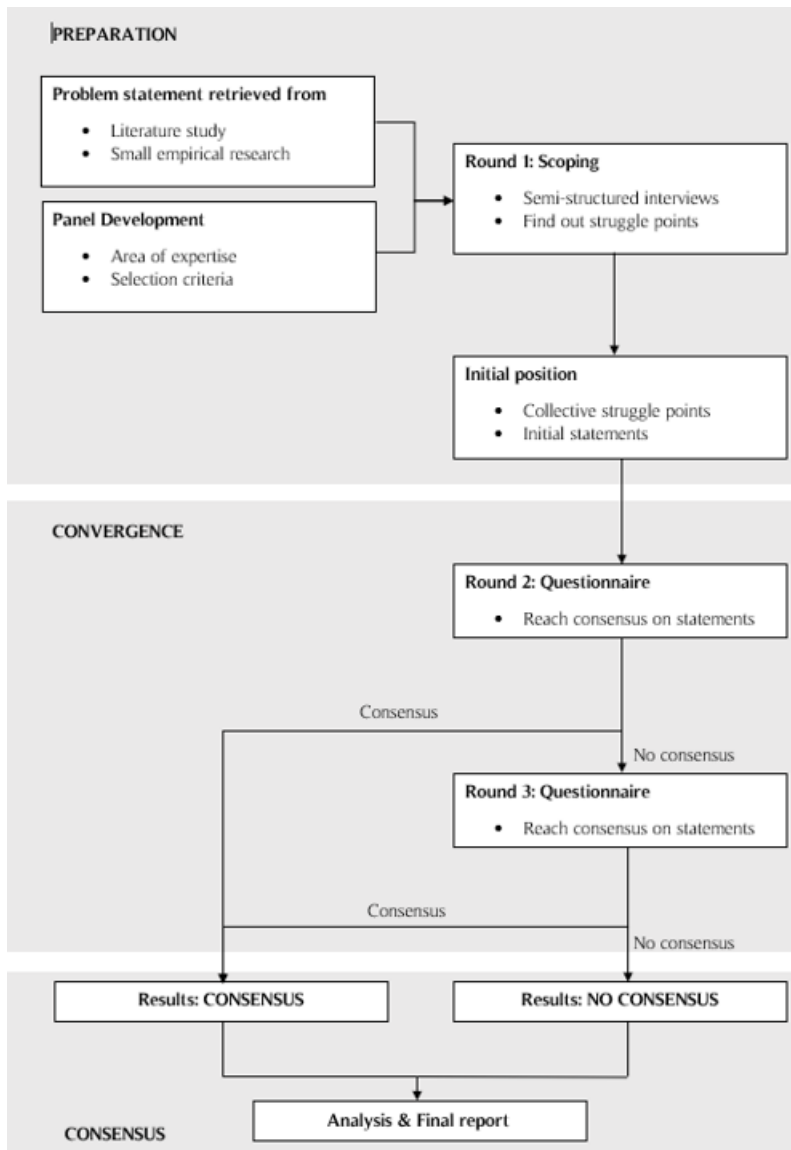 PREPARATION
Problem statement retrieved from
• Literature study
• Small empirical research
Panel Development
• Area of expertise
• Selection criteria
Round 1: Scoping
• Semi-structured interviews
• Find out struggle points
Initial position
• Collective struggle points
• Initial statements
CONVERGENCE
Round 2: Questionnaire
• Reach consensus on statements
Consensus
No consensus
Round 3: Questionnaire
• Reach consensus on statements
Consensus
No consensus
Results: CONSENSUS
Results: NO CONSENSUS
Analysis & Final report
CONSENSUS